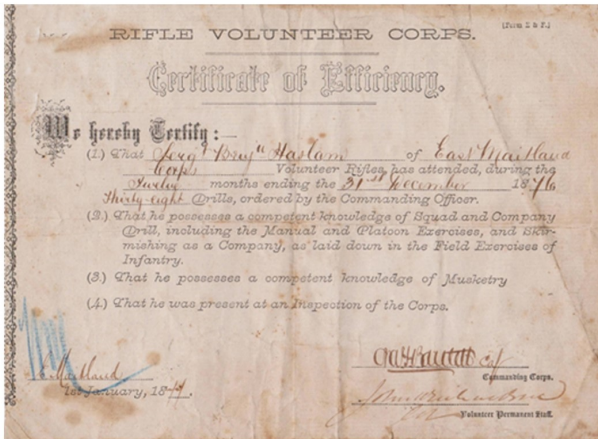 RIFLE VOLUNTEER CORPS.
Certificate of Efficiency.
We hereby Certify :—
(1.) That Sergt Benjn Haslam of East Maitland
Corps Volunteer Rifles, has attended, during the
Twelve months ending the 31st December 1876
Thirty-eight Drills, ordered by the Commanding Officer.
(2.) That he possesses a competent knowledge of Squad and Company
Drill, including the Manual and Platoon Exercises, and Skir-
mishing as a Company, as laid down in the Field Exercises of
Infantry.
(3.) That he possesses a competent knowledge of Musketry
(4.) That he was present at an Inspection of the Corps.
Commanding Corps.
E. Maitland
1st January, 1877.
Volunteer Permanent Staff.